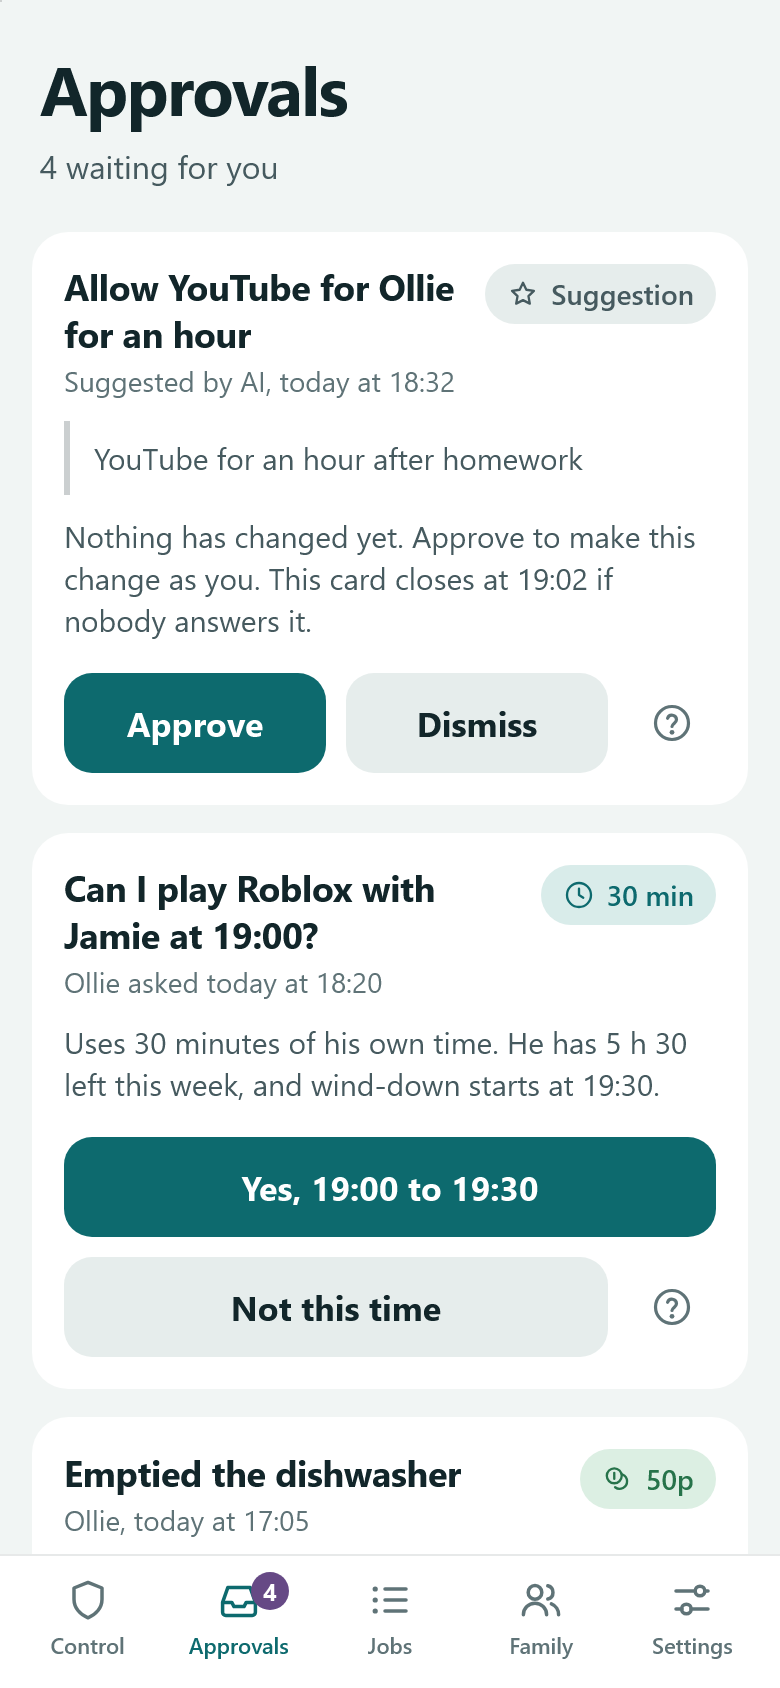 Approvals
4 waiting for you
Allow YouTube for Ollie
for an hour
Suggestion
Suggested by AI, today at 18:32
YouTube for an hour after homework
Nothing has changed yet. Approve to make this
change as you. This card closes at 19:02 if
nobody answers it.
Approve
Dismiss
?
Can I play Roblox with
Jamie at 19:00?
30 min
Ollie asked today at 18:20
Uses 30 minutes of his own time. He has 5 h 30
left this week, and wind-down starts at 19:30.
Yes, 19:00 to 19:30
Not this time
?
Emptied the dishwasher
50p
Ollie, today at 17:05
4
Control
Approvals
Jobs
Family
Settings